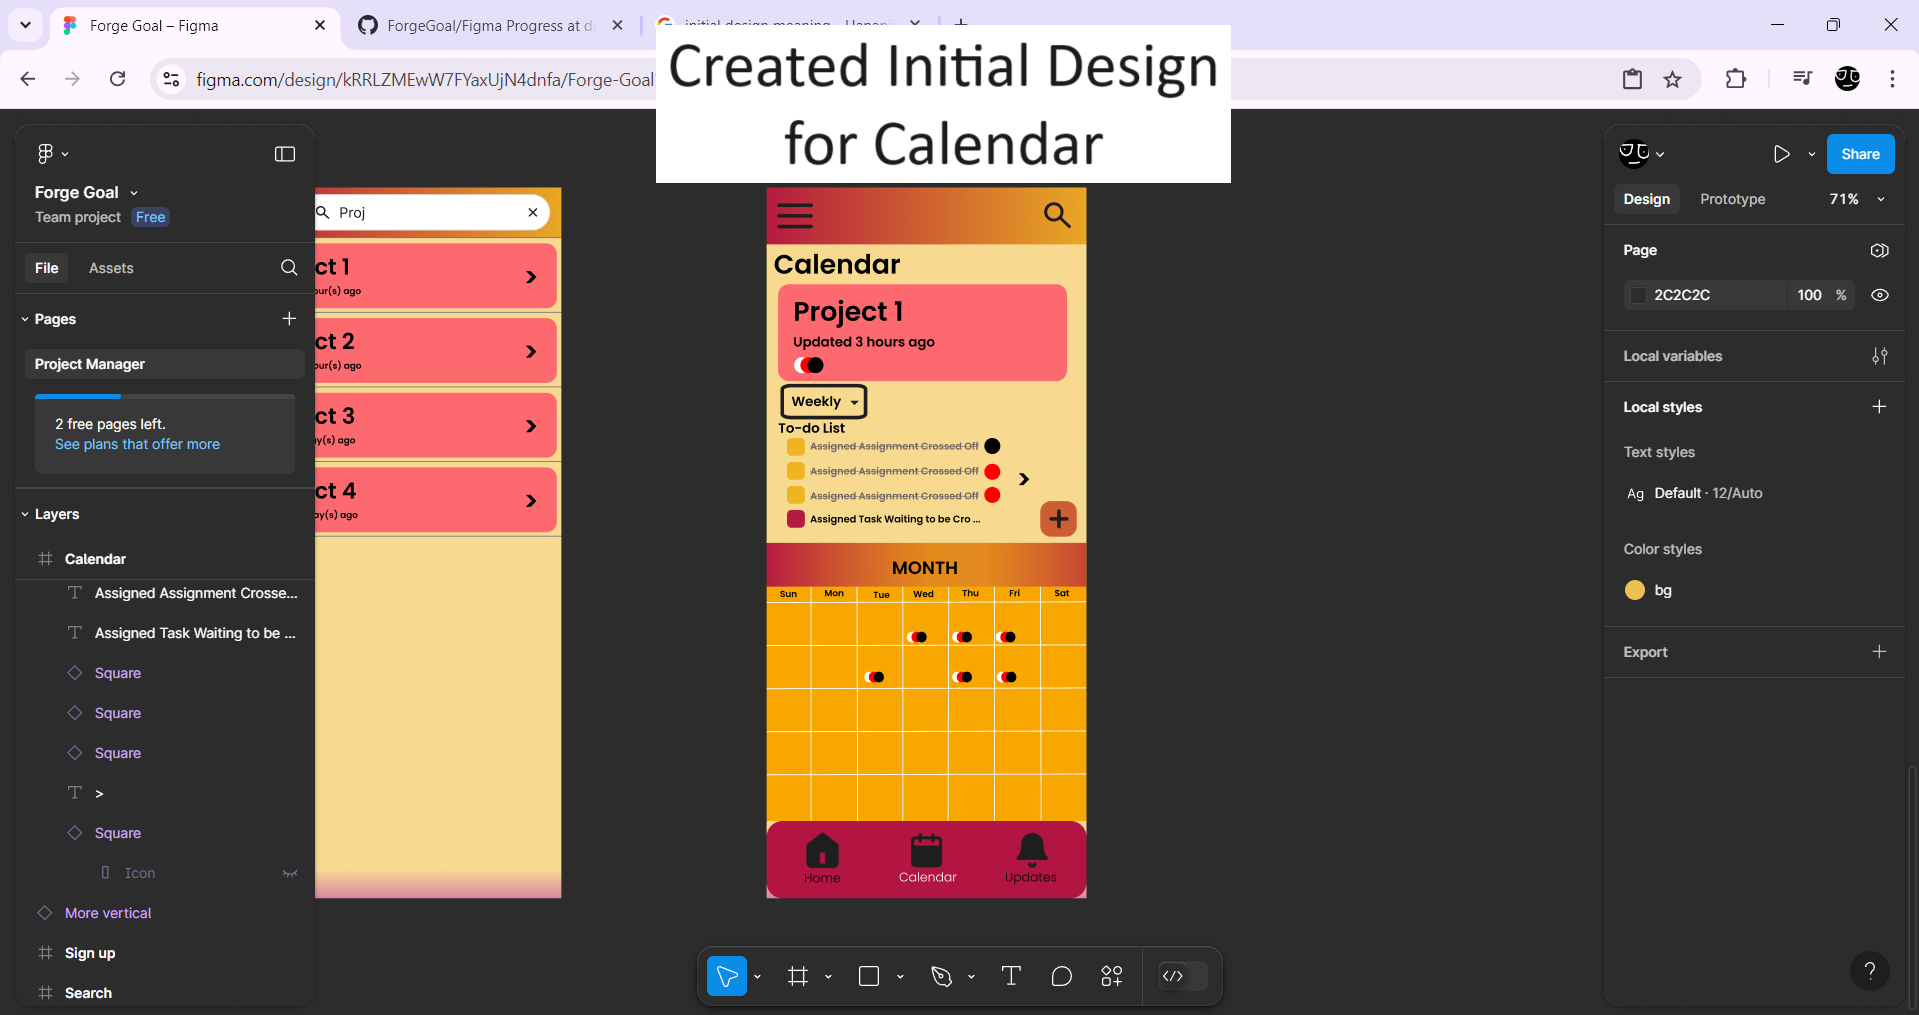 Forge Goal – Figma
ForgeGoal/Figma Progress at de
initial design meaning - Hanani
figma.com/design/kRRLZMEwW7FYaxUjN4dnfa/Forge-Goal
Created Initial Design
for Calendar
Forge Goal
Team project Free
File Assets
Pages
Project Manager
2 free pages left.
See plans that offer more
Layers
Calendar
Assigned Assignment Crosse...
Assigned Task Waiting to be ...
Square
Square
Square
>
Square
Icon
More vertical
Sign up
Search
Proj
ct 1
our(s) ago
ct 2
our(s) ago
ct 3
y(s) ago
ct 4
ay(s) ago
Calendar
Project 1
Updated 3 hours ago
Weekly
To-do List
Assigned Assignment Crossed Off
Assigned Assignment Crossed Off
Assigned Assignment Crossed Off
Assigned Task Waiting to be Cro ...
MONTH
Sun Mon Tue Wed Thu Fri Sat
Home Calendar Updates
Share
Design Prototype 71%
Page
2C2C2C 100 %
Local variables
Local styles
Text styles
Ag Default · 12/Auto
Color styles
bg
Export
?